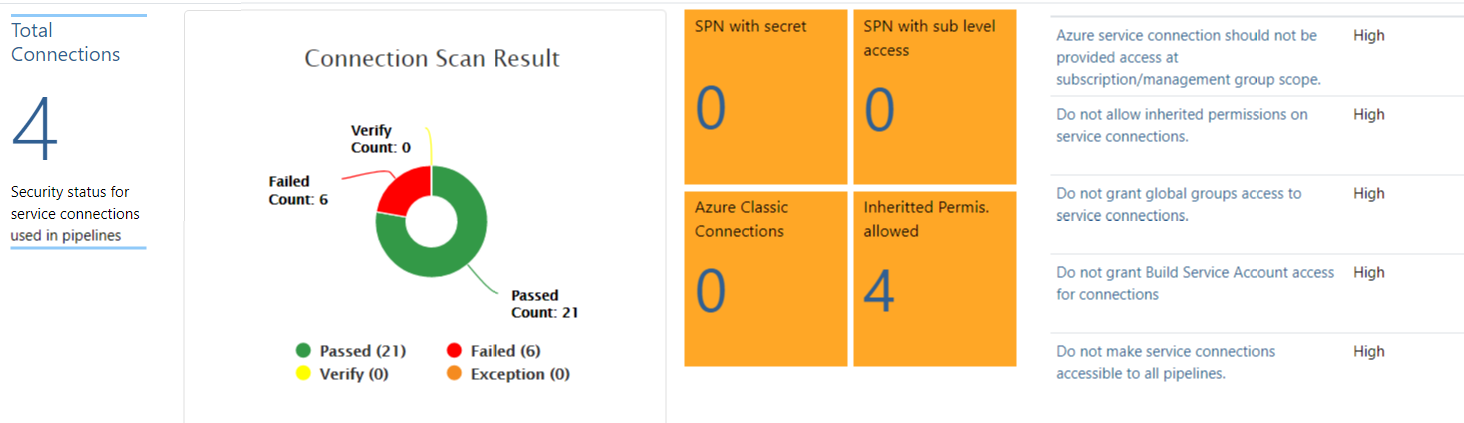 Total
Connections
4
Security status for
service connections
used in pipelines
Connection Scan Result
Verify
Count: 0
Failed
Count: 6
Passed
Count: 21
Passed (21)
Failed (6)
Verify (0)
Exception (0)
SPN with secret
0
SPN with sub level
access
0
Azure Classic
Connections
0
Inheritted Permis.
allowed
4
Azure service connection should not be
provided access at
subscription/management group scope.
High
Do not allow inherited permissions on
service connections.
High
Do not grant global groups access to
service connections.
High
Do not grant Build Service Account access
for connections
High
Do not make service connections
accessible to all pipelines.
High